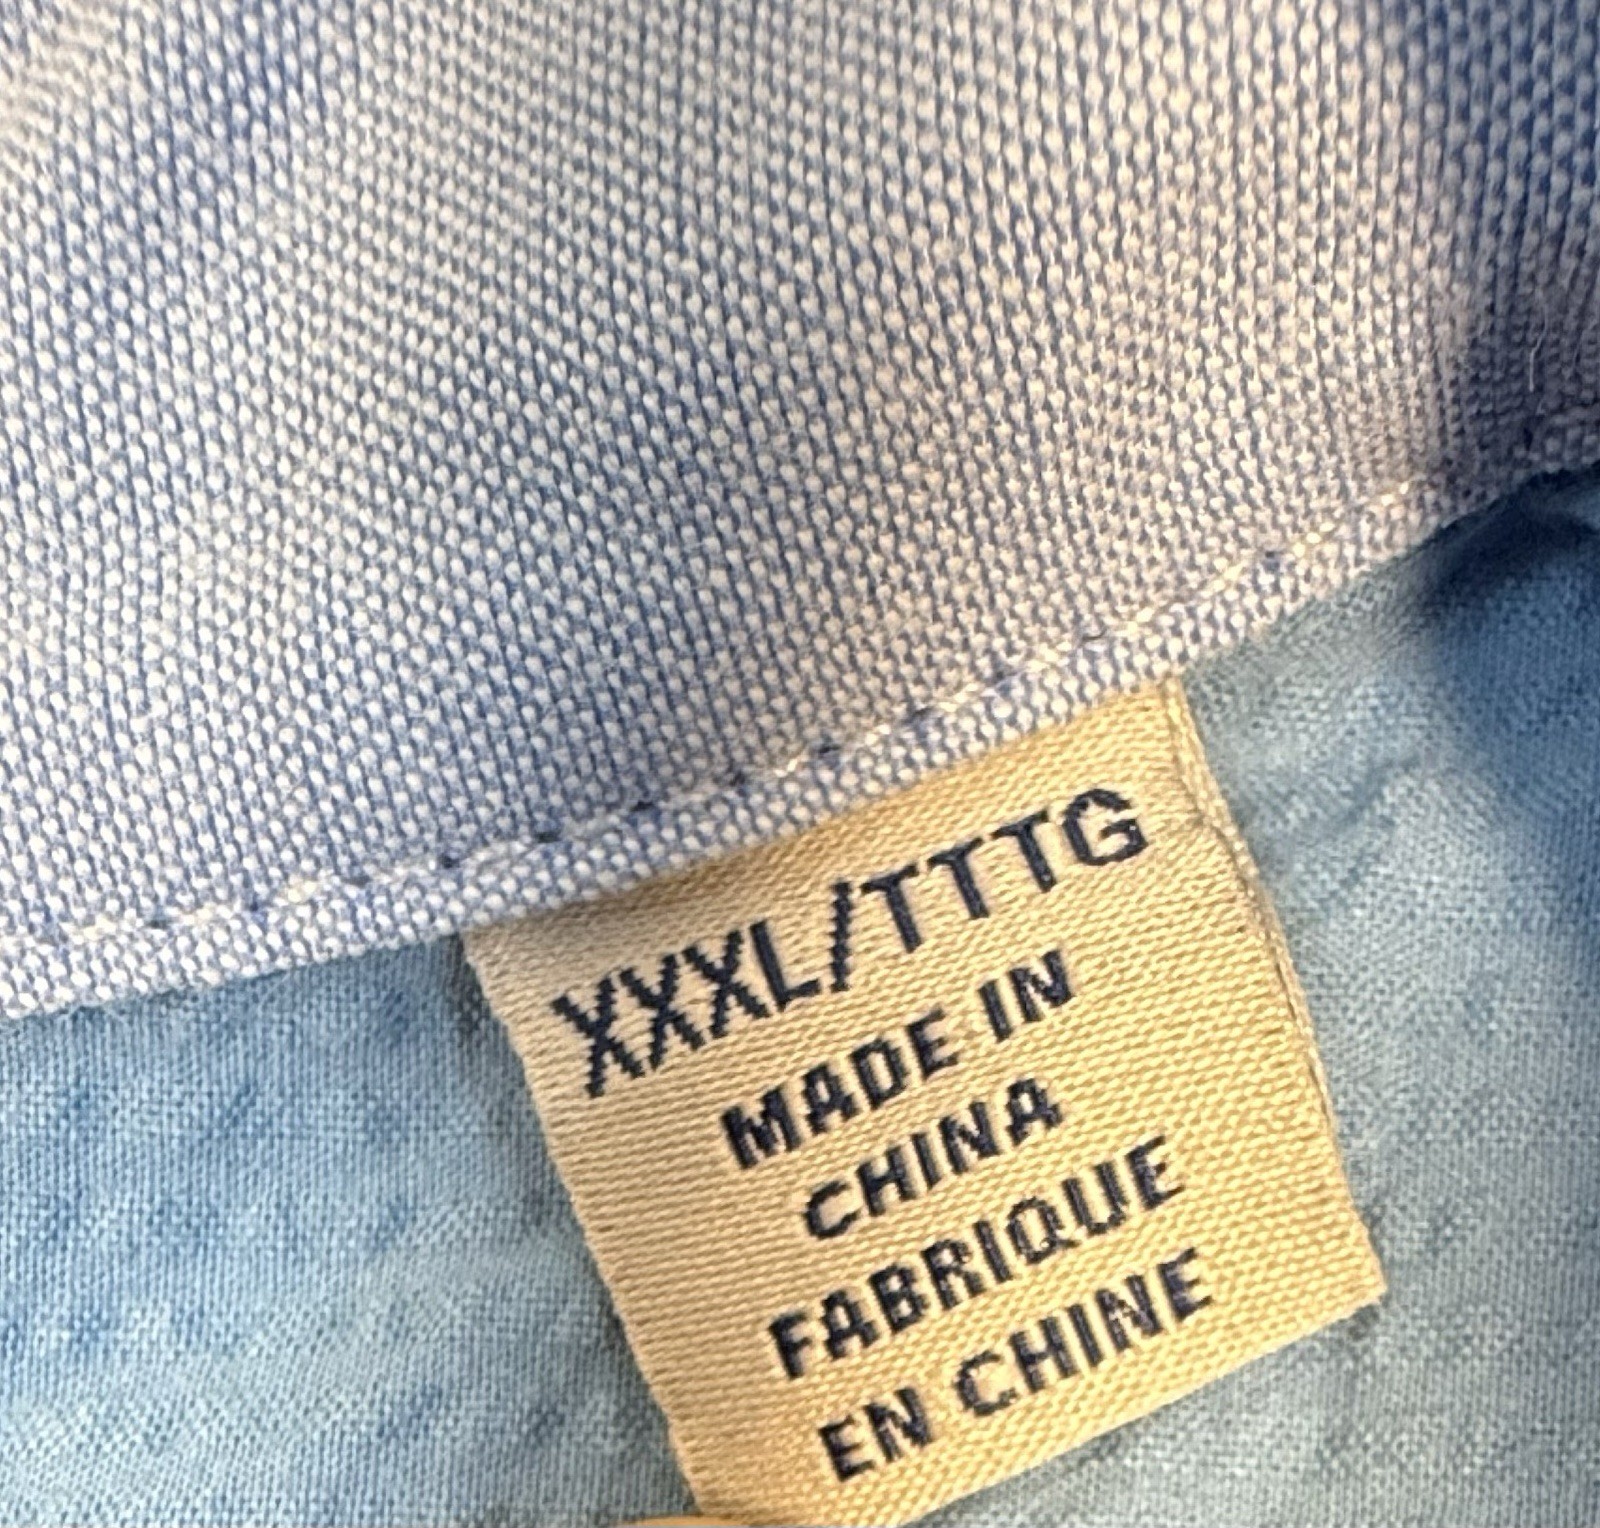 XXXL/TTTG
MADE IN
CHINA
FABRIQUE
EN CHINE